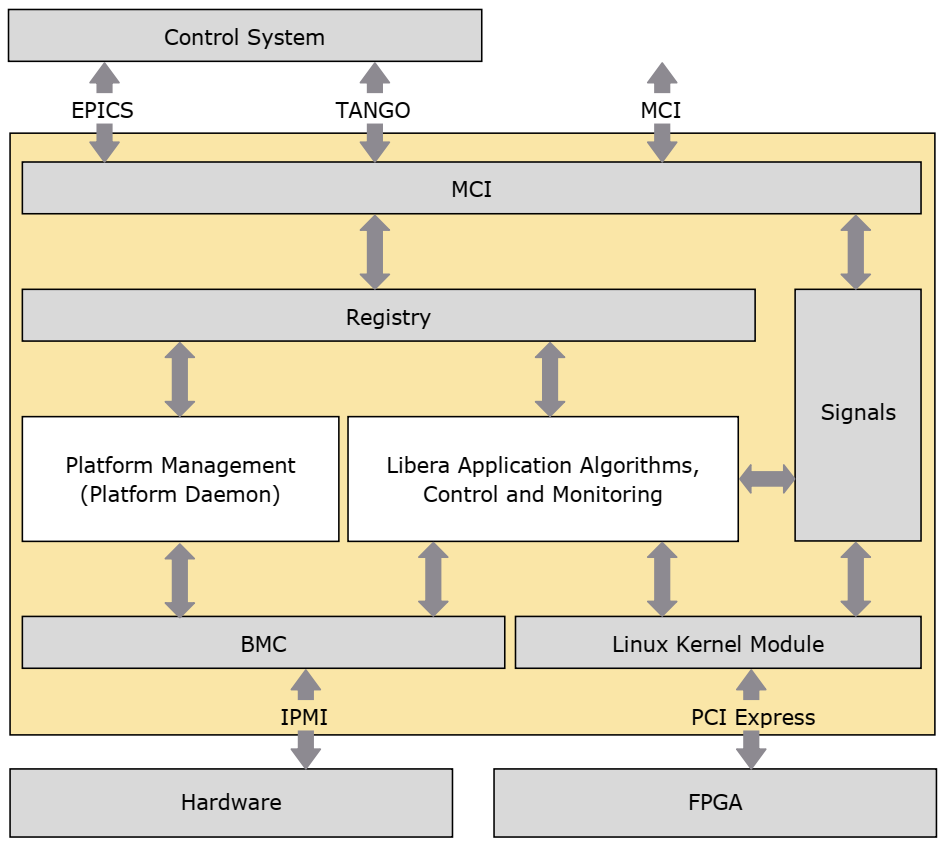 Control System
EPICS
TANGO
MCI
MCI
Registry
Signals
Platform Management
(Platform Daemon)
Libera Application Algorithms,
Control and Monitoring
BMC
Linux Kernel Module
IPMI
PCI Express
Hardware
FPGA